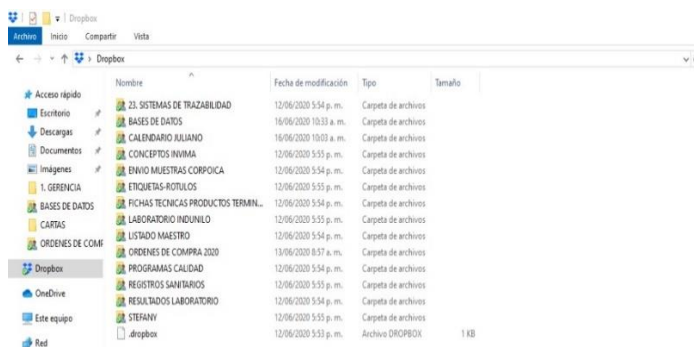 Dropbox
Archivo Inicio Compartir Vista
Dropbox
Nombre Fecha de modificación Tipo Tamaño
Acceso rápido
Escritorio
Descargas
Documentos
Imágenes
1. GERENCIA
BASES DE DATOS
CARTAS
ORDENES DE COMF
Dropbox
OneDrive
Este equipo
Red
23. SISTEMAS DE TRAZABILIDAD 12/06/2020 5:54 p. m. Carpeta de archivos
BASES DE DATOS 16/06/2020 10:33 a. m. Carpeta de archivos
CALENDARIO JULIANO 16/06/2020 10:03 a. m. Carpeta de archivos
CONCEPTOS INVIMA 12/06/2020 5:55 p. m. Carpeta de archivos
ENVIO MUESTRAS CORPOICA 12/06/2020 5:54 p. m. Carpeta de archivos
ETIQUETAS-ROTULOS 12/06/2020 5:55 p. m. Carpeta de archivos
FICHAS TECNICAS PRODUCTOS TERMIN... 12/06/2020 5:54 p. m. Carpeta de archivos
LABORATORIO INDUNILO 12/06/2020 5:55 p. m. Carpeta de archivos
LISTADO MAESTRO 12/06/2020 5:54 p. m. Carpeta de archivos
ORDENES DE COMPRA 2020 13/06/2020 8:57 a. m. Carpeta de archivos
PROGRAMAS CALIDAD 12/06/2020 5:54 p. m. Carpeta de archivos
REGISTROS SANITARIOS 12/06/2020 5:55 p. m. Carpeta de archivos
RESULTADOS LABORATORIO 12/06/2020 5:54 p. m. Carpeta de archivos
STEFANY 12/06/2020 5:55 p. m. Carpeta de archivos
.dropbox 12/06/2020 5:53 p. m. Archivo DROPBOX 1 KB